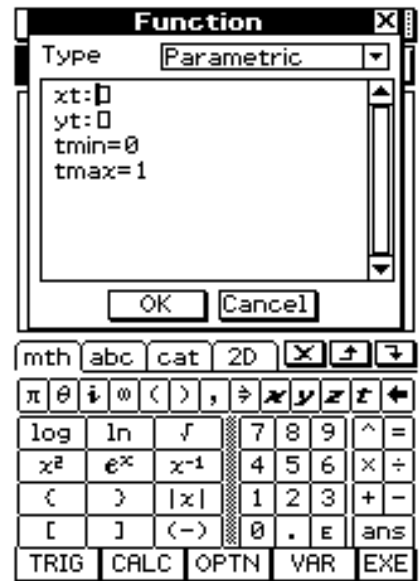 Function X
Type Parametric
xt:
yt:
tmin=0
tmax=1
OK Cancel
mth abc cat 2D
π θ i ∞ ( ) , ⇒ x y z t
log ln √ 7 8 9 ^ =
x² eˣ x⁻¹ 4 5 6 × ÷
( ) |x| 1 2 3 + −
[ ] (−) 0 . E ans
TRIG CALC OPTN VAR EXE